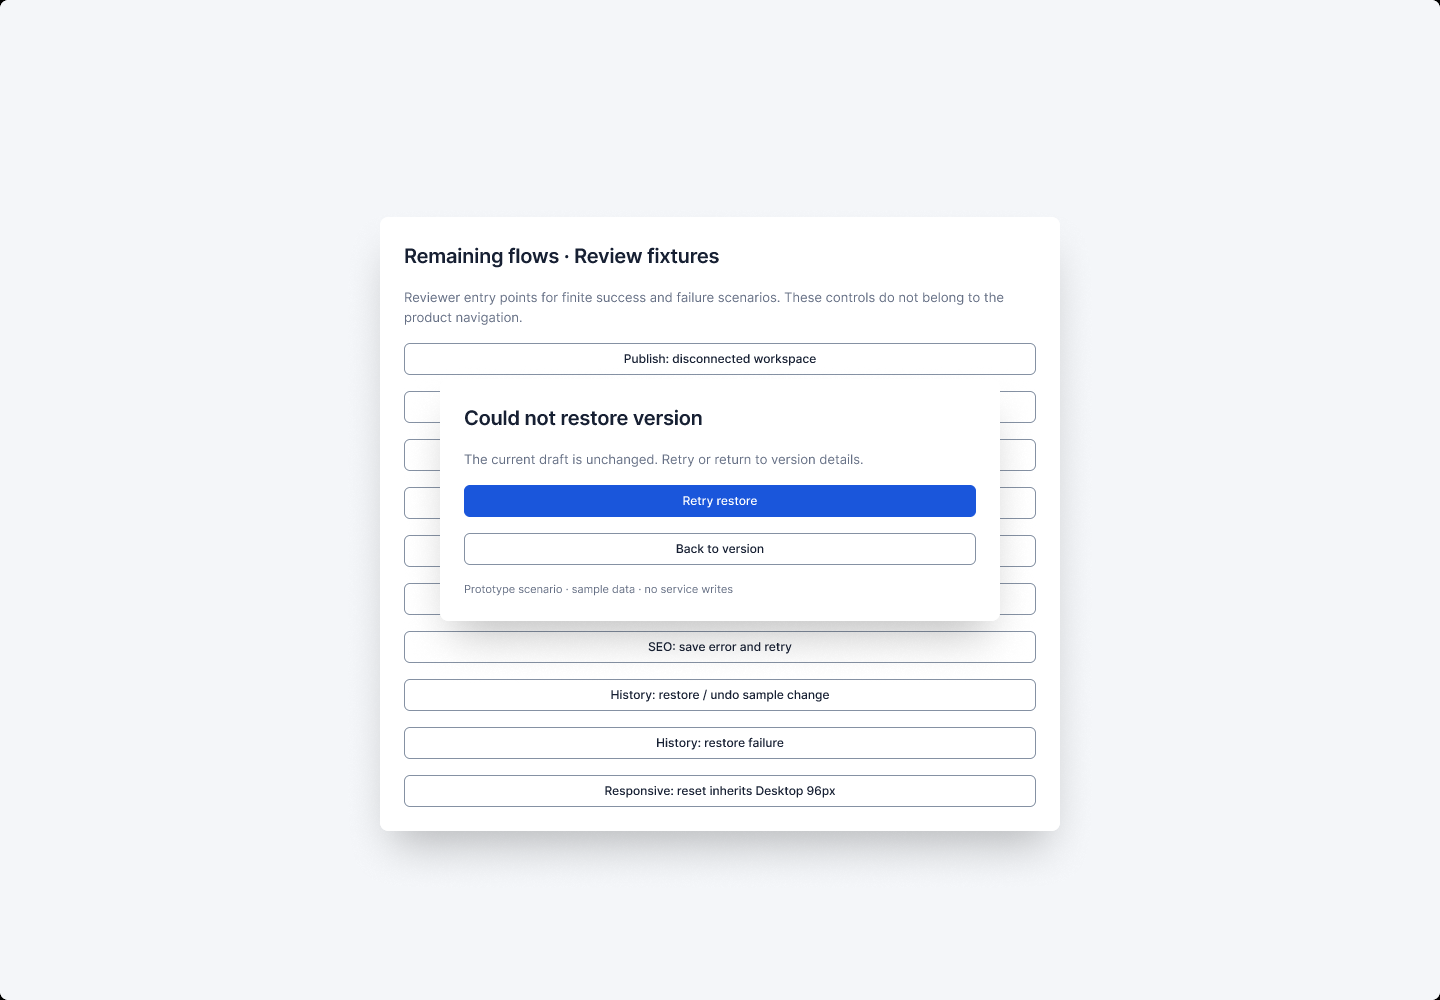 Remaining flows · Review fixtures
Reviewer entry points for finite success and failure scenarios. These controls do not belong to the
product navigation.
Publish: disconnected workspace
Could not restore version
The current draft is unchanged. Retry or return to version details.
Retry restore
Back to version
Prototype scenario · sample data · no service writes
SEO: save error and retry
History: restore / undo sample change
History: restore failure
Responsive: reset inherits Desktop 96px